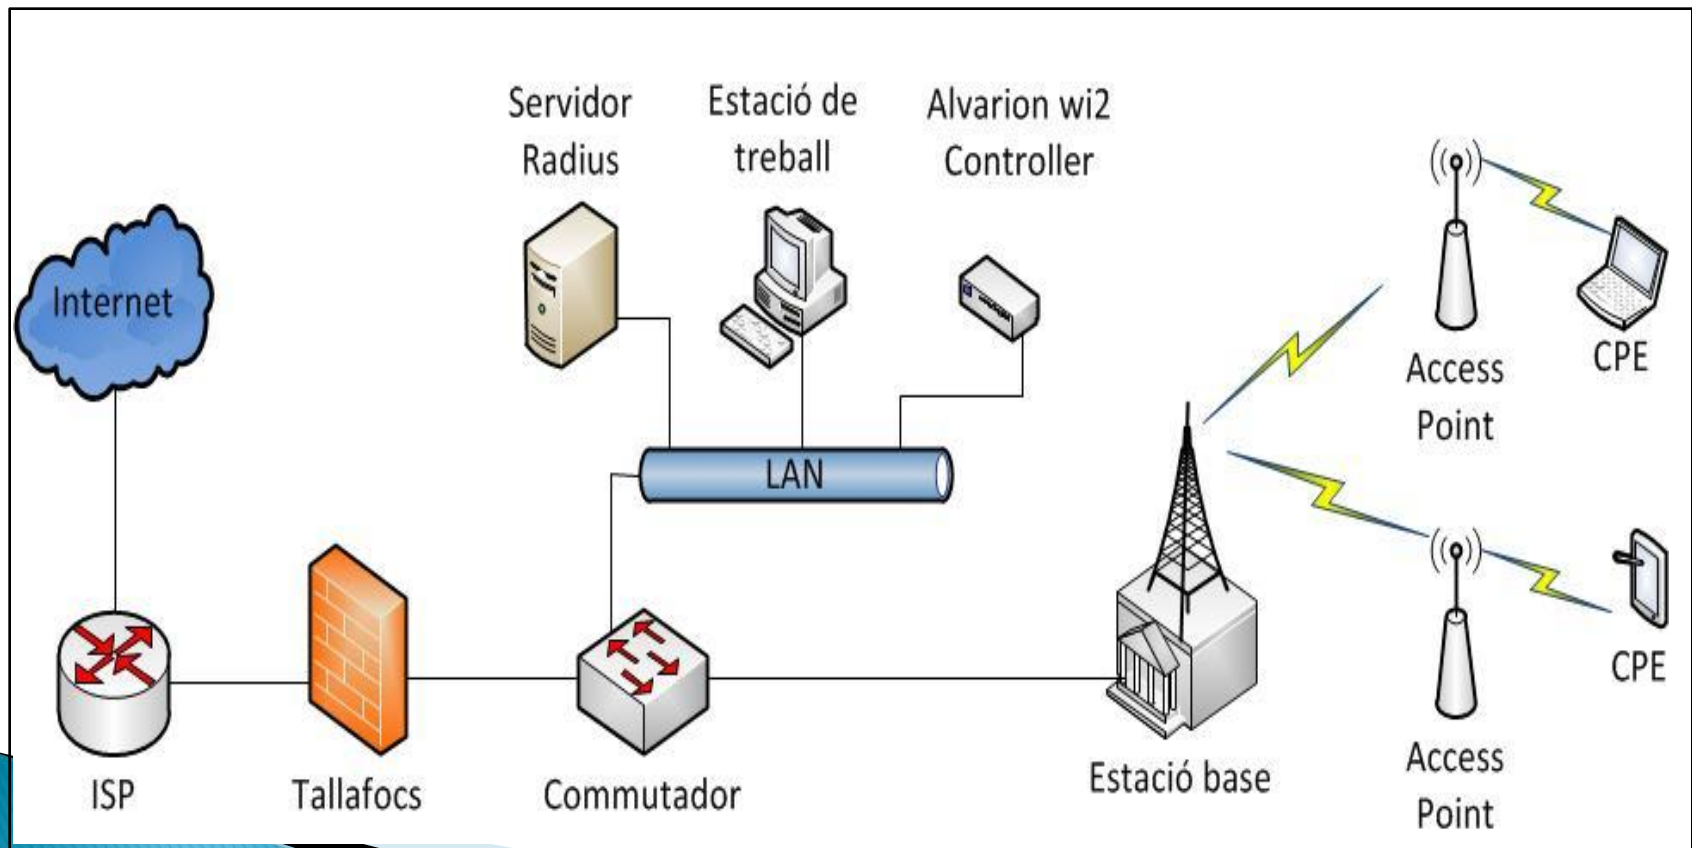 Servidor
Radius
Estació de
treball
Alvarion wi2
Controller
Internet
LAN
Access
Point
CPE
ISP
Tallafocs
Commutador
Estació base
Access
Point
CPE